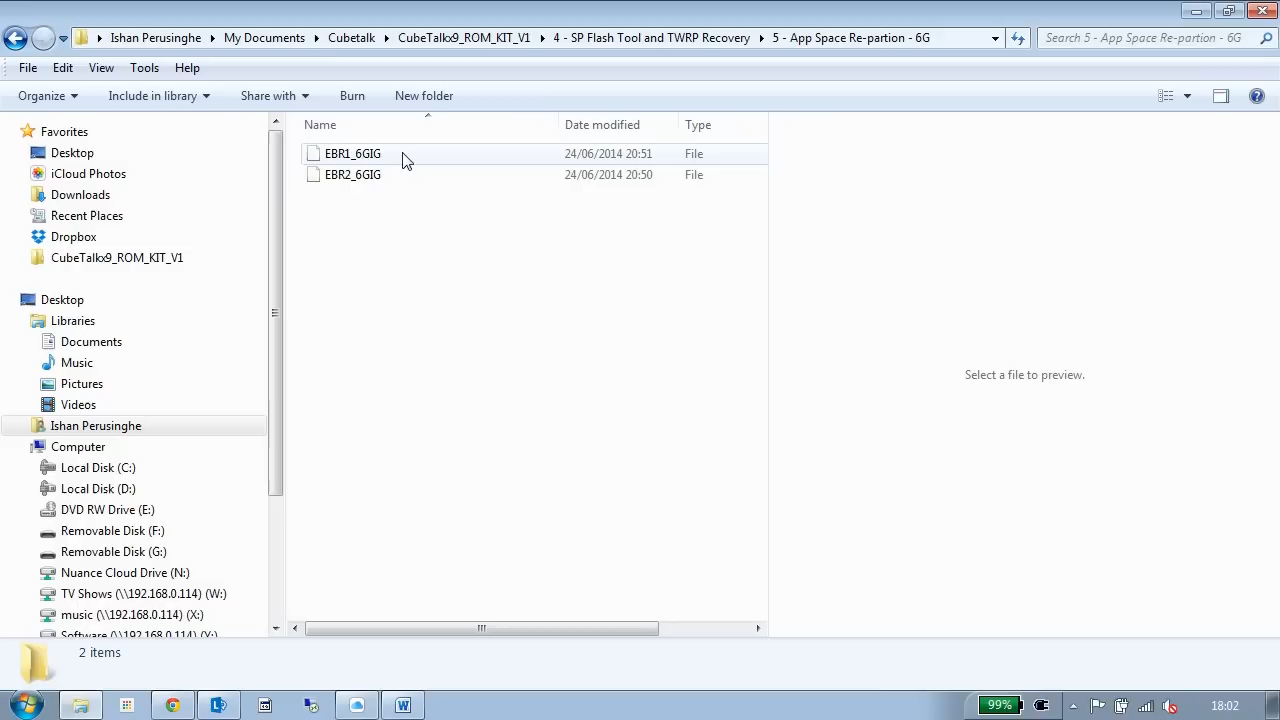 Ishan Perusinghe My Documents Cubetalk CubeTalkx9_ROM_KIT_V1 4 - SP Flash Tool and TWRP Recovery 5 - App Space Re-partion - 6G Search 5 - App Space Re-partion - 6G
File Edit View Tools Help
Organize Include in library Share with Burn New folder
Name Date modified Type
Favorites
EBR1_6GIG 24/06/2014 20:51 File
Desktop
EBR2_6GIG 24/06/2014 20:50 File
iCloud Photos
Downloads
Recent Places
Dropbox
CubeTalkx9_ROM_KIT_V1
Desktop
Libraries
Documents
Music
Select a file to preview.
Pictures
Videos
Ishan Perusinghe
Computer
Local Disk (C:)
Local Disk (D:)
DVD RW Drive (E:)
Removable Disk (F:)
Removable Disk (G:)
Nuance Cloud Drive (N:)
TV Shows (\\192.168.0.114) (W:)
music (\\192.168.0.114) (X:)
Software (\\192.168.0.114) (Y:)
2 items
99% 18:02